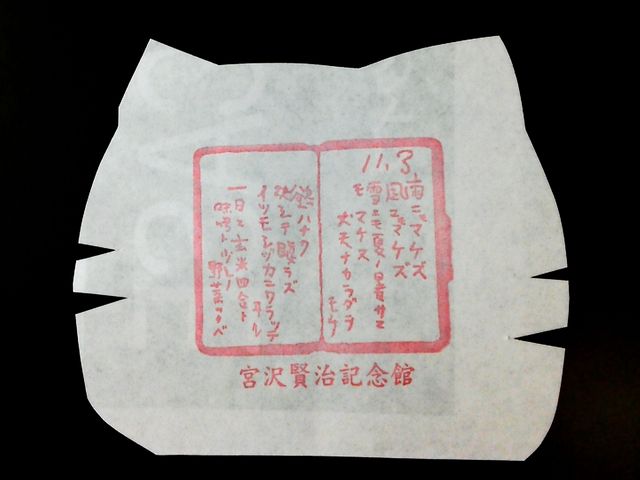 11.3.
雨ニモマケズ
風ニモマケズ
雪ニモ夏ノ暑サニ
モ マケズ
丈夫ナカラダヲ
モチ
慾ハナク
決シテ瞋ラズ
イツモシヅカニワラッテ
ヰル
一日ニ玄米四合ト
味噌ト少シノ
野菜ヲタベ
宮沢賢治記念館